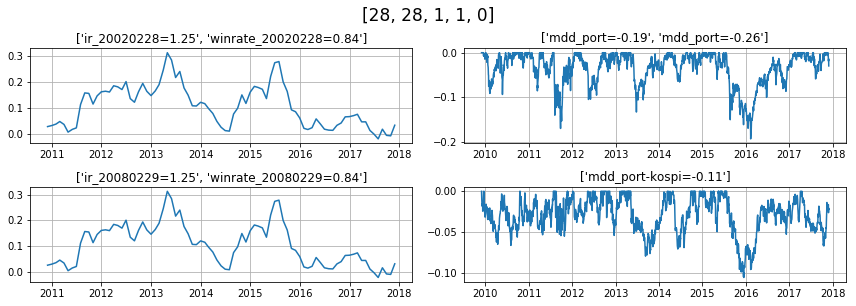 [28, 28, 1, 1, 0]
['ir_20020228=1.25', 'winrate_20020228=0.84']
0.3
0.2
0.1
0.0
2011 2012 2013 2014 2015 2016 2017 2018
['mdd_port=-0.19', 'mdd_port=-0.26']
0.0
−0.1
−0.2
2010 2011 2012 2013 2014 2015 2016 2017 2018
['ir_20080229=1.25', 'winrate_20080229=0.84']
0.3
0.2
0.1
0.0
2011 2012 2013 2014 2015 2016 2017 2018
['mdd_port-kospi=-0.11']
0.00
−0.05
−0.10
2010 2011 2012 2013 2014 2015 2016 2017 2018